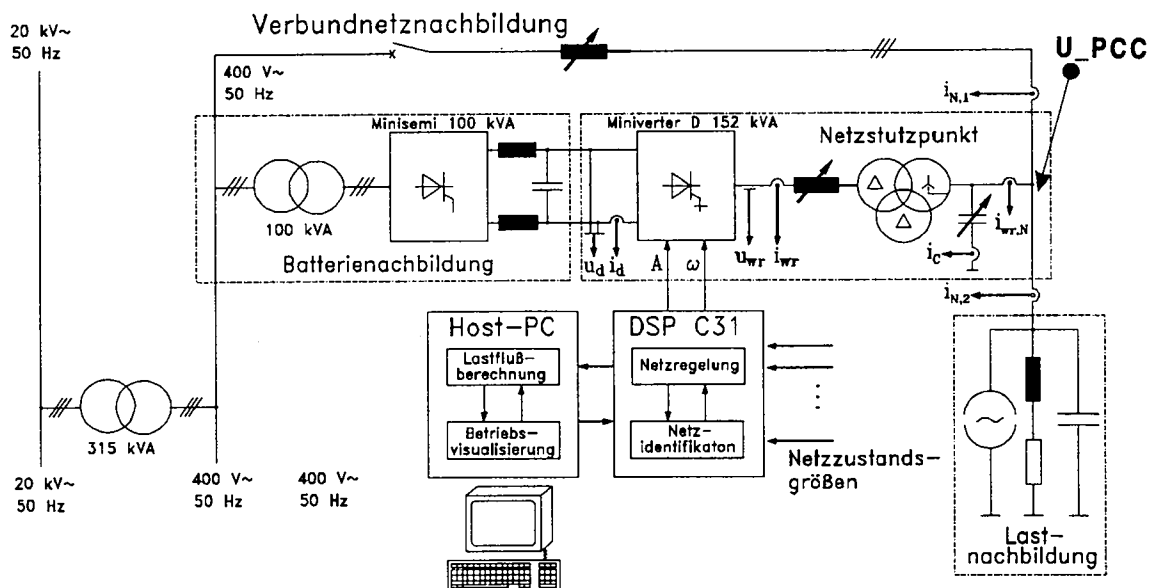 20 kV~
50 Hz
Verbundnetznachbildung
U_PCC
400 V~
50 Hz
i_N,1
Minisemi 100 kVA
Miniverter D 152 kVA
Netzstutzpunkt
100 kVA
Batterienachbildung
u_d i_d
A ω
u_wr i_wr
i_C
i_wr,N
i_N,2
Host-PC
Lastfluß-
berechnung
Betriebs-
visualisierung
DSP C31
Netzregelung
Netz-
identifikaton
Netzzustands-
größen
315 kVA
20 kV~
50 Hz
400 V~
50 Hz
400 V~
50 Hz
Last-
nachbildung